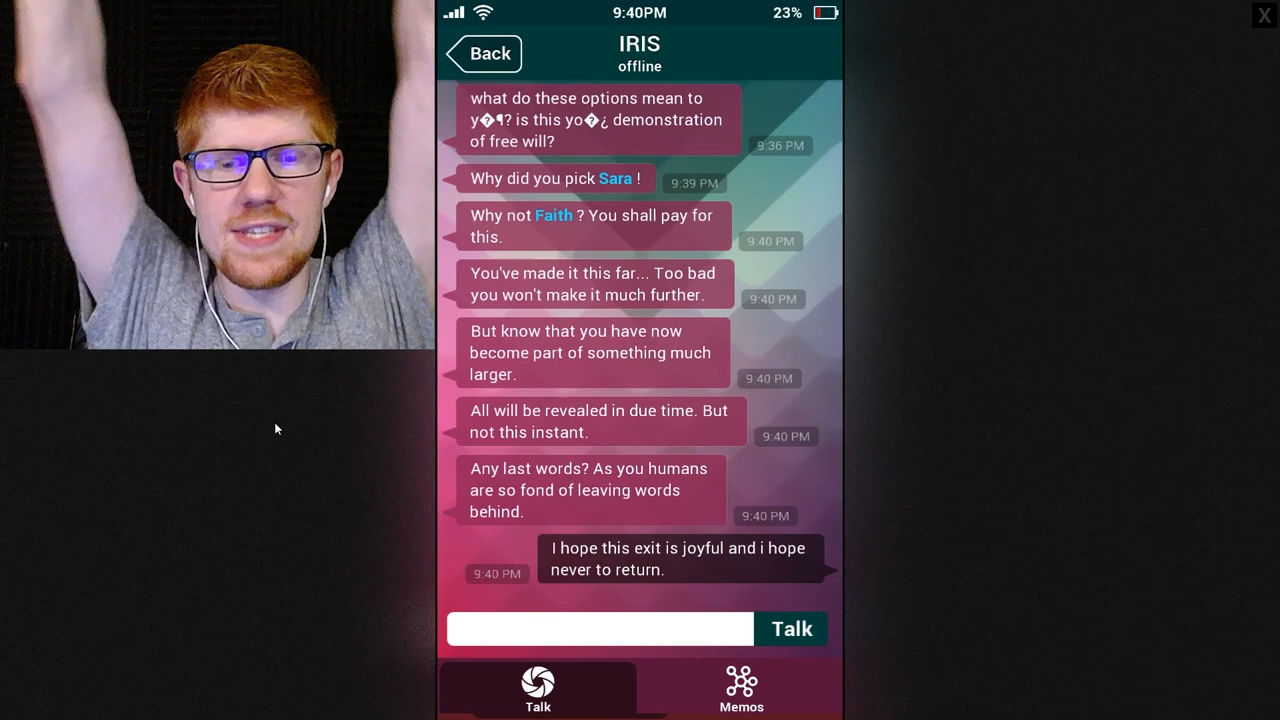 9:40PM
23%
X
Back
IRIS
offline
what do these options mean to
y�¶? is this yo�¿ demonstration
of free will?
9:36 PM
Why did you pick Sara !
9:39 PM
Why not Faith ? You shall pay for
this.
9:40 PM
You've made it this far... Too bad
you won't make it much further.
9:40 PM
But know that you have now
become part of something much
larger.
9:40 PM
All will be revealed in due time. But
not this instant.
9:40 PM
Any last words? As you humans
are so fond of leaving words
behind.
9:40 PM
I hope this exit is joyful and i hope
never to return.
9:40 PM
Talk
Talk
Memos